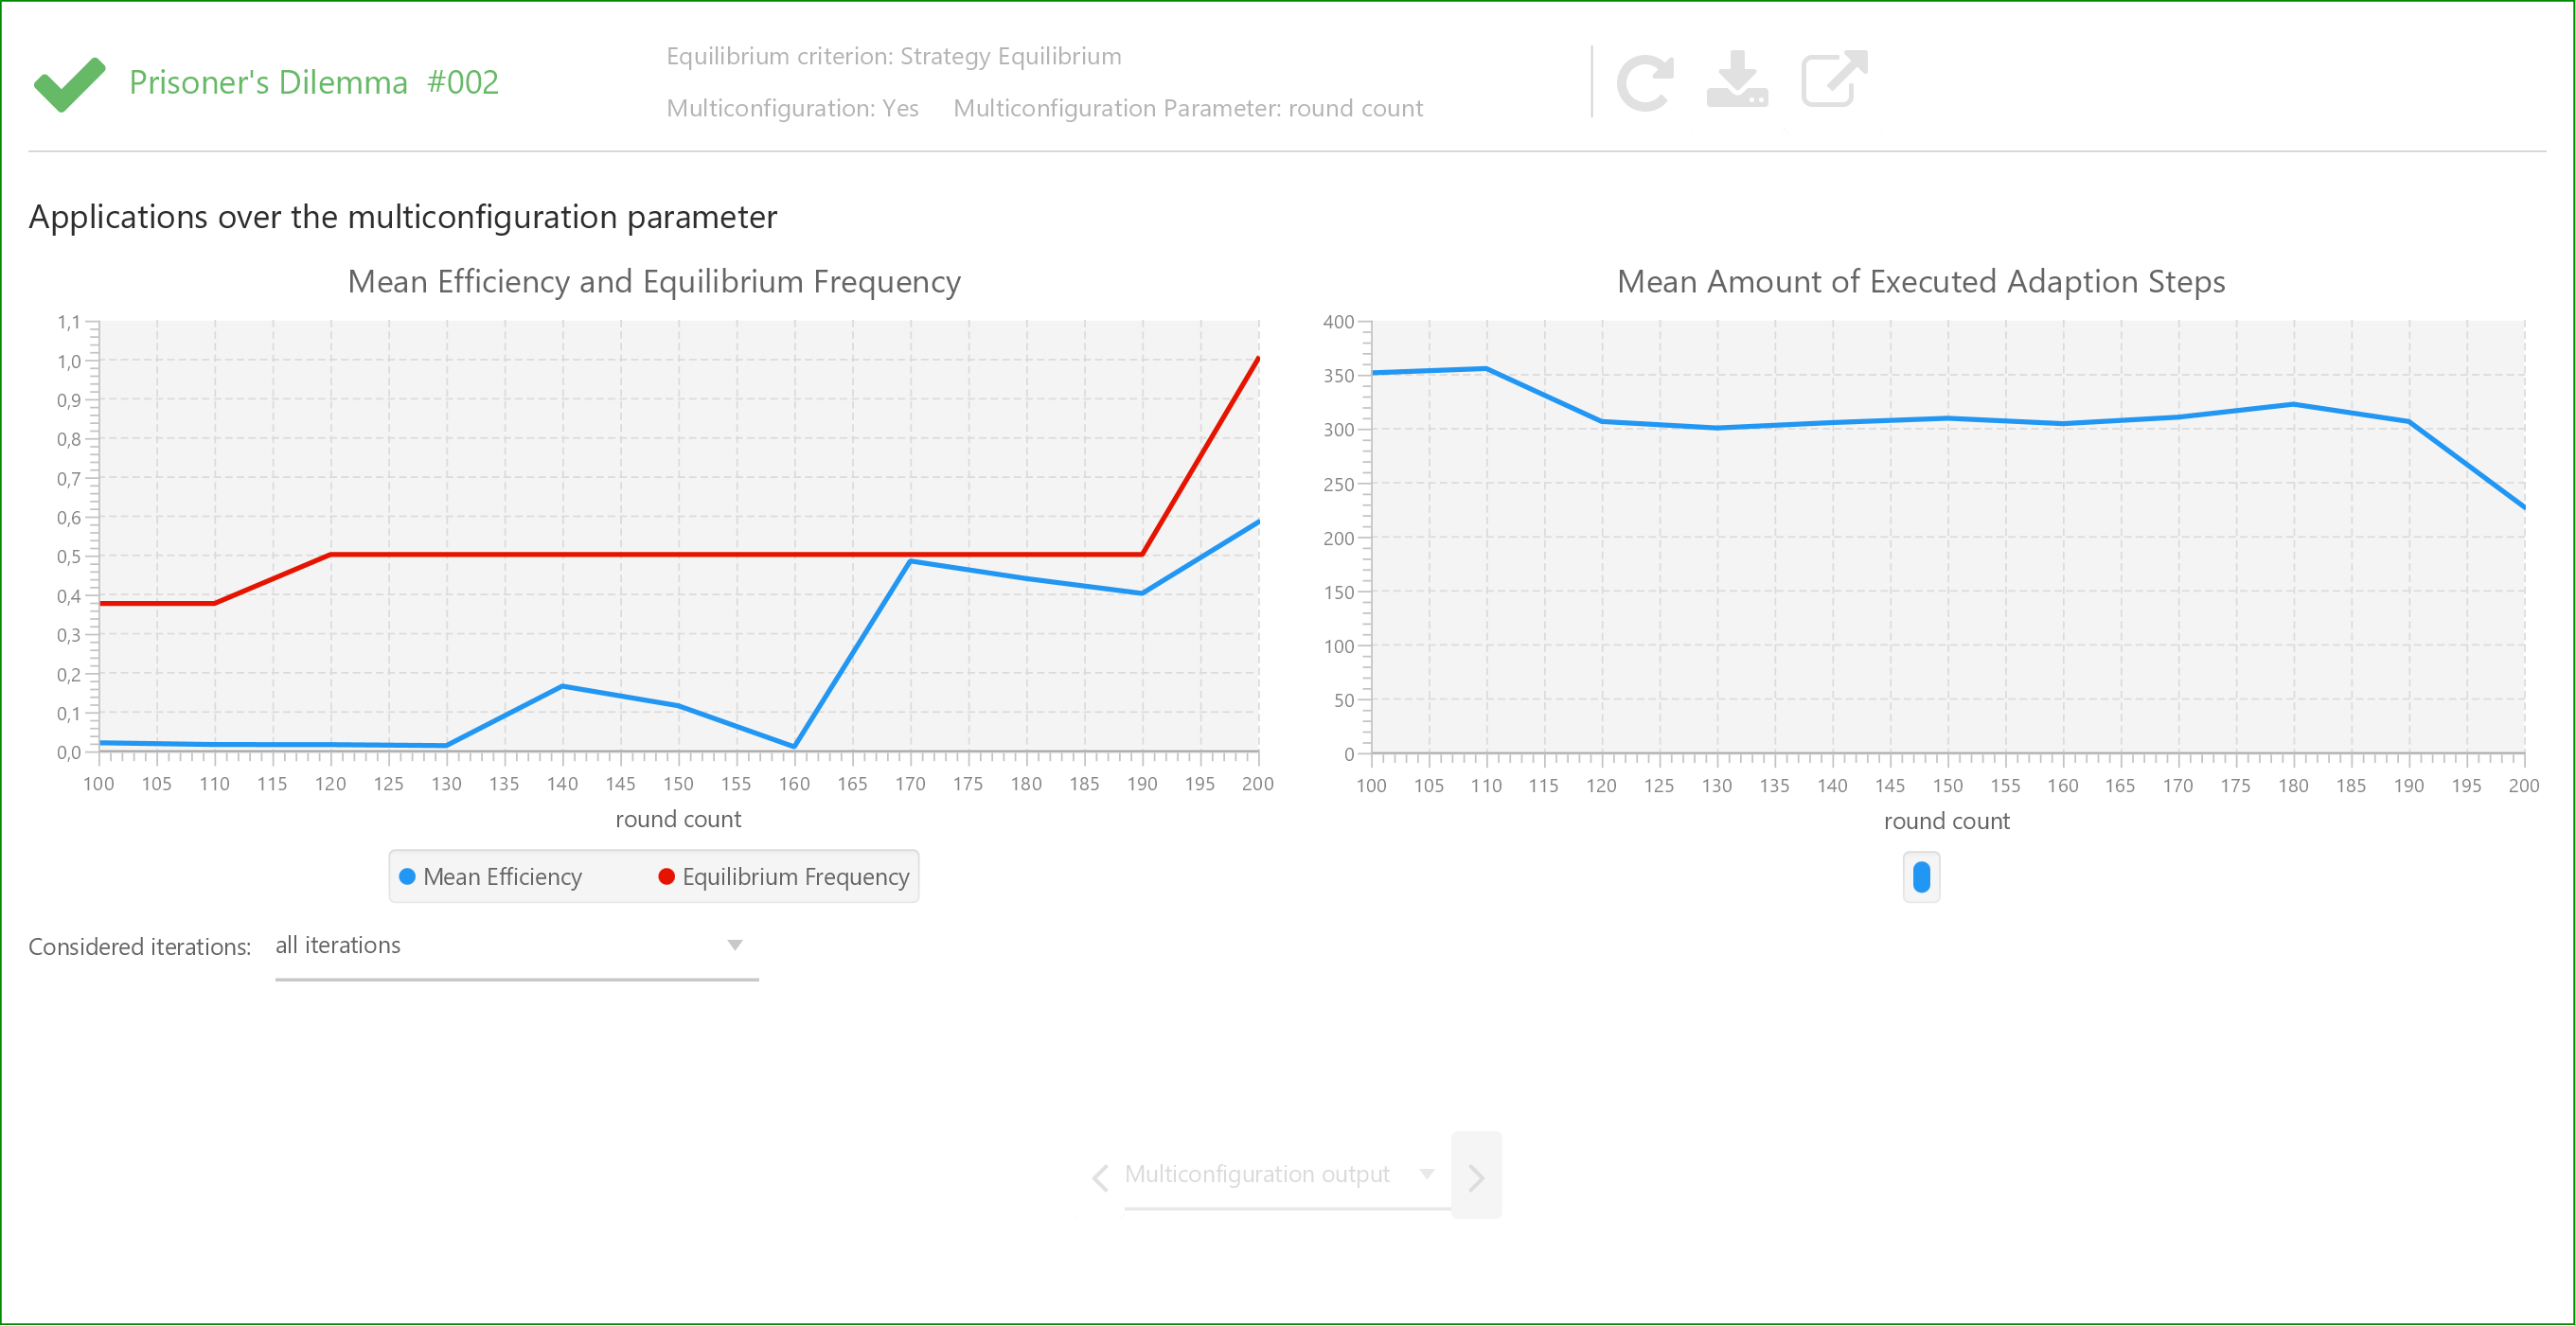 Prisoner's Dilemma #002
Equilibrium criterion: Strategy Equilibrium
Multiconfiguration: Yes Multiconfiguration Parameter: round count
Applications over the multiconfiguration parameter
Mean Efficiency and Equilibrium Frequency
1,1
1,0
0,9
0,8
0,7
0,6
0,5
0,4
0,3
0,2
0,1
0,0
100 105 110 115 120 125 130 135 140 145 150 155 160 165 170 175 180 185 190 195 200
round count
Mean Efficiency Equilibrium Frequency
Mean Amount of Executed Adaption Steps
400
350
300
250
200
150
100
50
0
100 105 110 115 120 125 130 135 140 145 150 155 160 165 170 175 180 185 190 195 200
round count
Considered iterations: all iterations
Multiconfiguration output